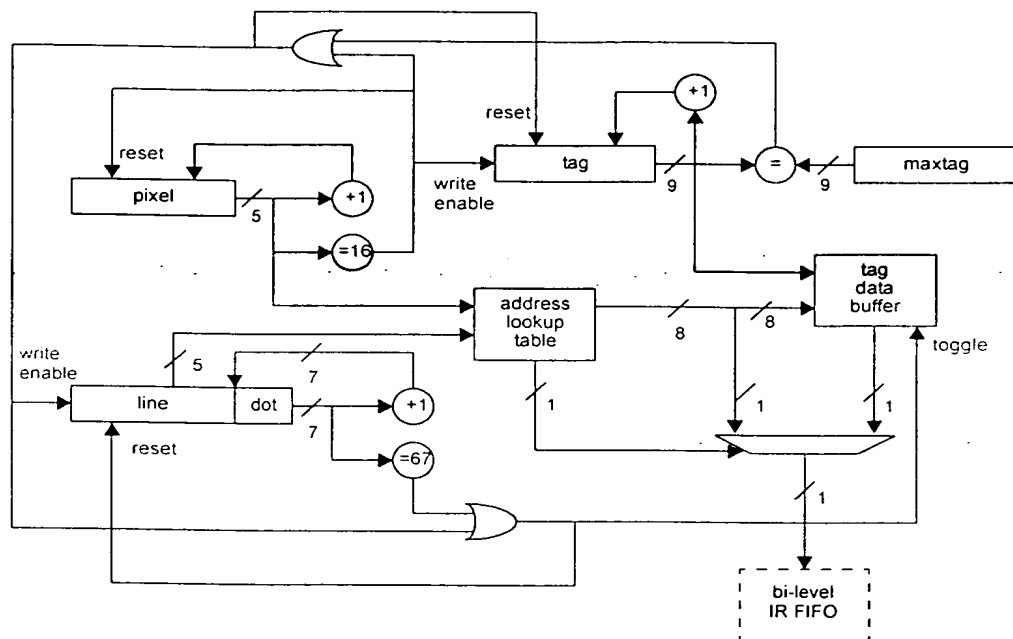 reset
+1
reset
tag
9
=
9
maxtag
pixel
5
+1
write
enable
=16
address
lookup
table
8
8
tag
data
buffer
toggle
write
enable
5
7
line
dot
7
+1
1
1
1
reset
=67
1
bi-level
IR FIFO